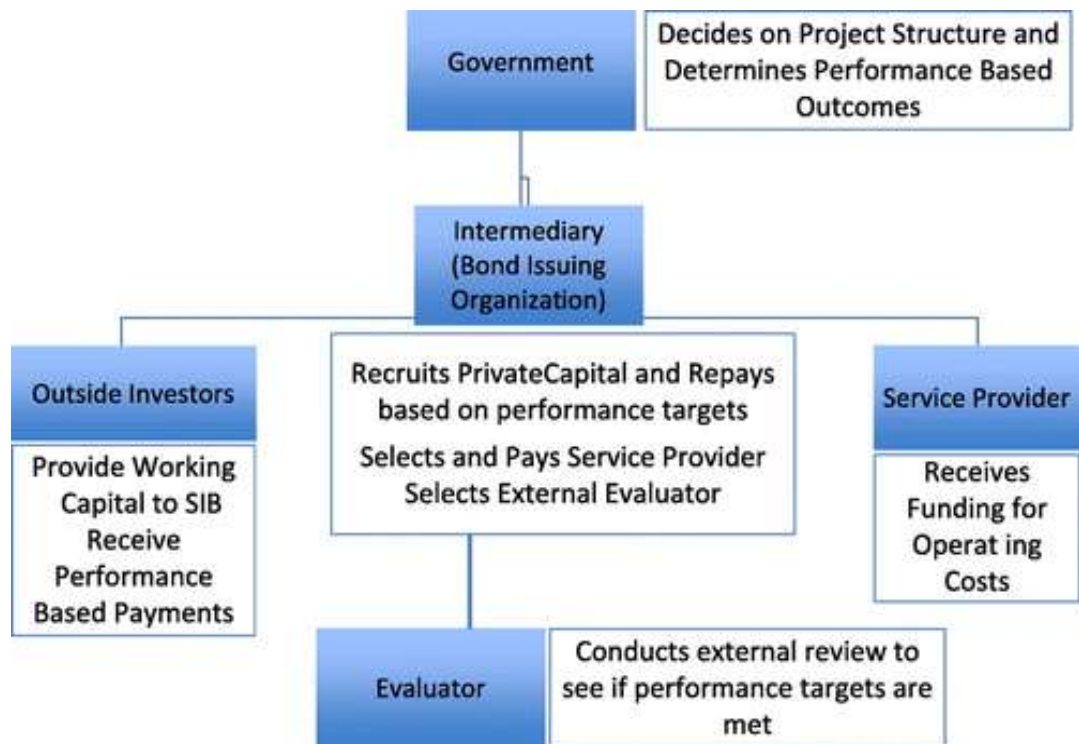 Government
Decides on Project Structure and
Determines Performance Based
Outcomes
Intermediary
(Bond Issuing
Organization)
Outside Investors
Provide Working
Capital to SIB
Receive
Performance
Based Payments
Recruits PrivateCapital and Repays
based on performance targets
Selects and Pays Service Provider
Selects External Evaluator
Service Provider
Receives
Funding for
Operat ing
Costs
Evaluator
Conducts external review to
see if performance targets are
met